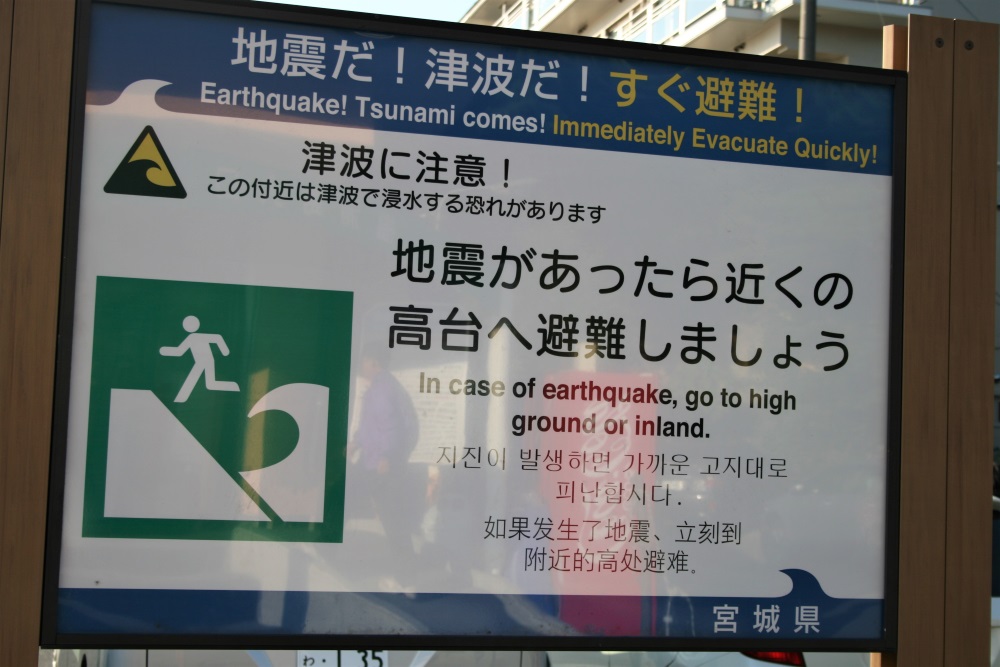 地震だ！津波だ！すぐ避難！
Earthquake! Tsunami comes! Immediately Evacuate Quickly!
津波に注意！
この付近は津波で浸水する恐れがあります
地震があったら近くの
高台へ避難しましょう
In case of earthquake, go to high
ground or inland.
지진이 발생하면 가까운 고지대로
피난합시다.
如果发生了地震、立刻到
附近的高处避难。
宮城県
わ・ 35